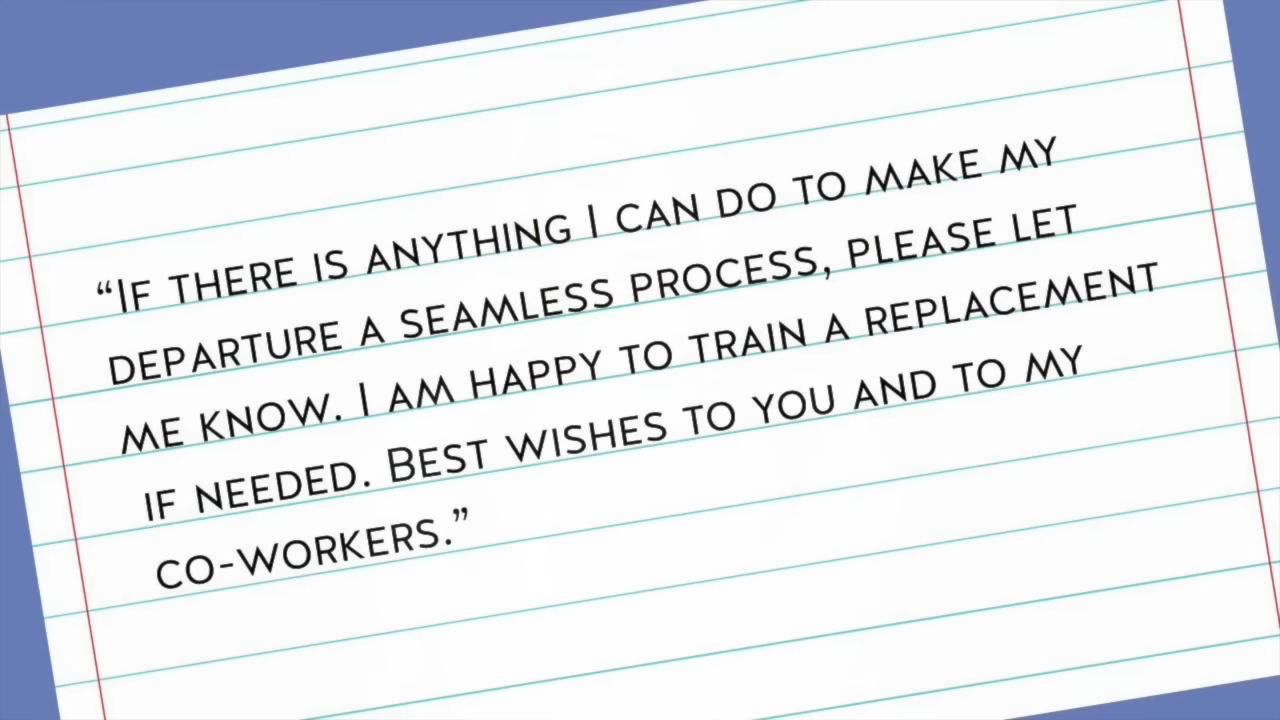 “If there is anything I can do to make my
departure a seamless process, please let
me know. I am happy to train a replacement
if needed. Best wishes to you and to my
co-workers.”